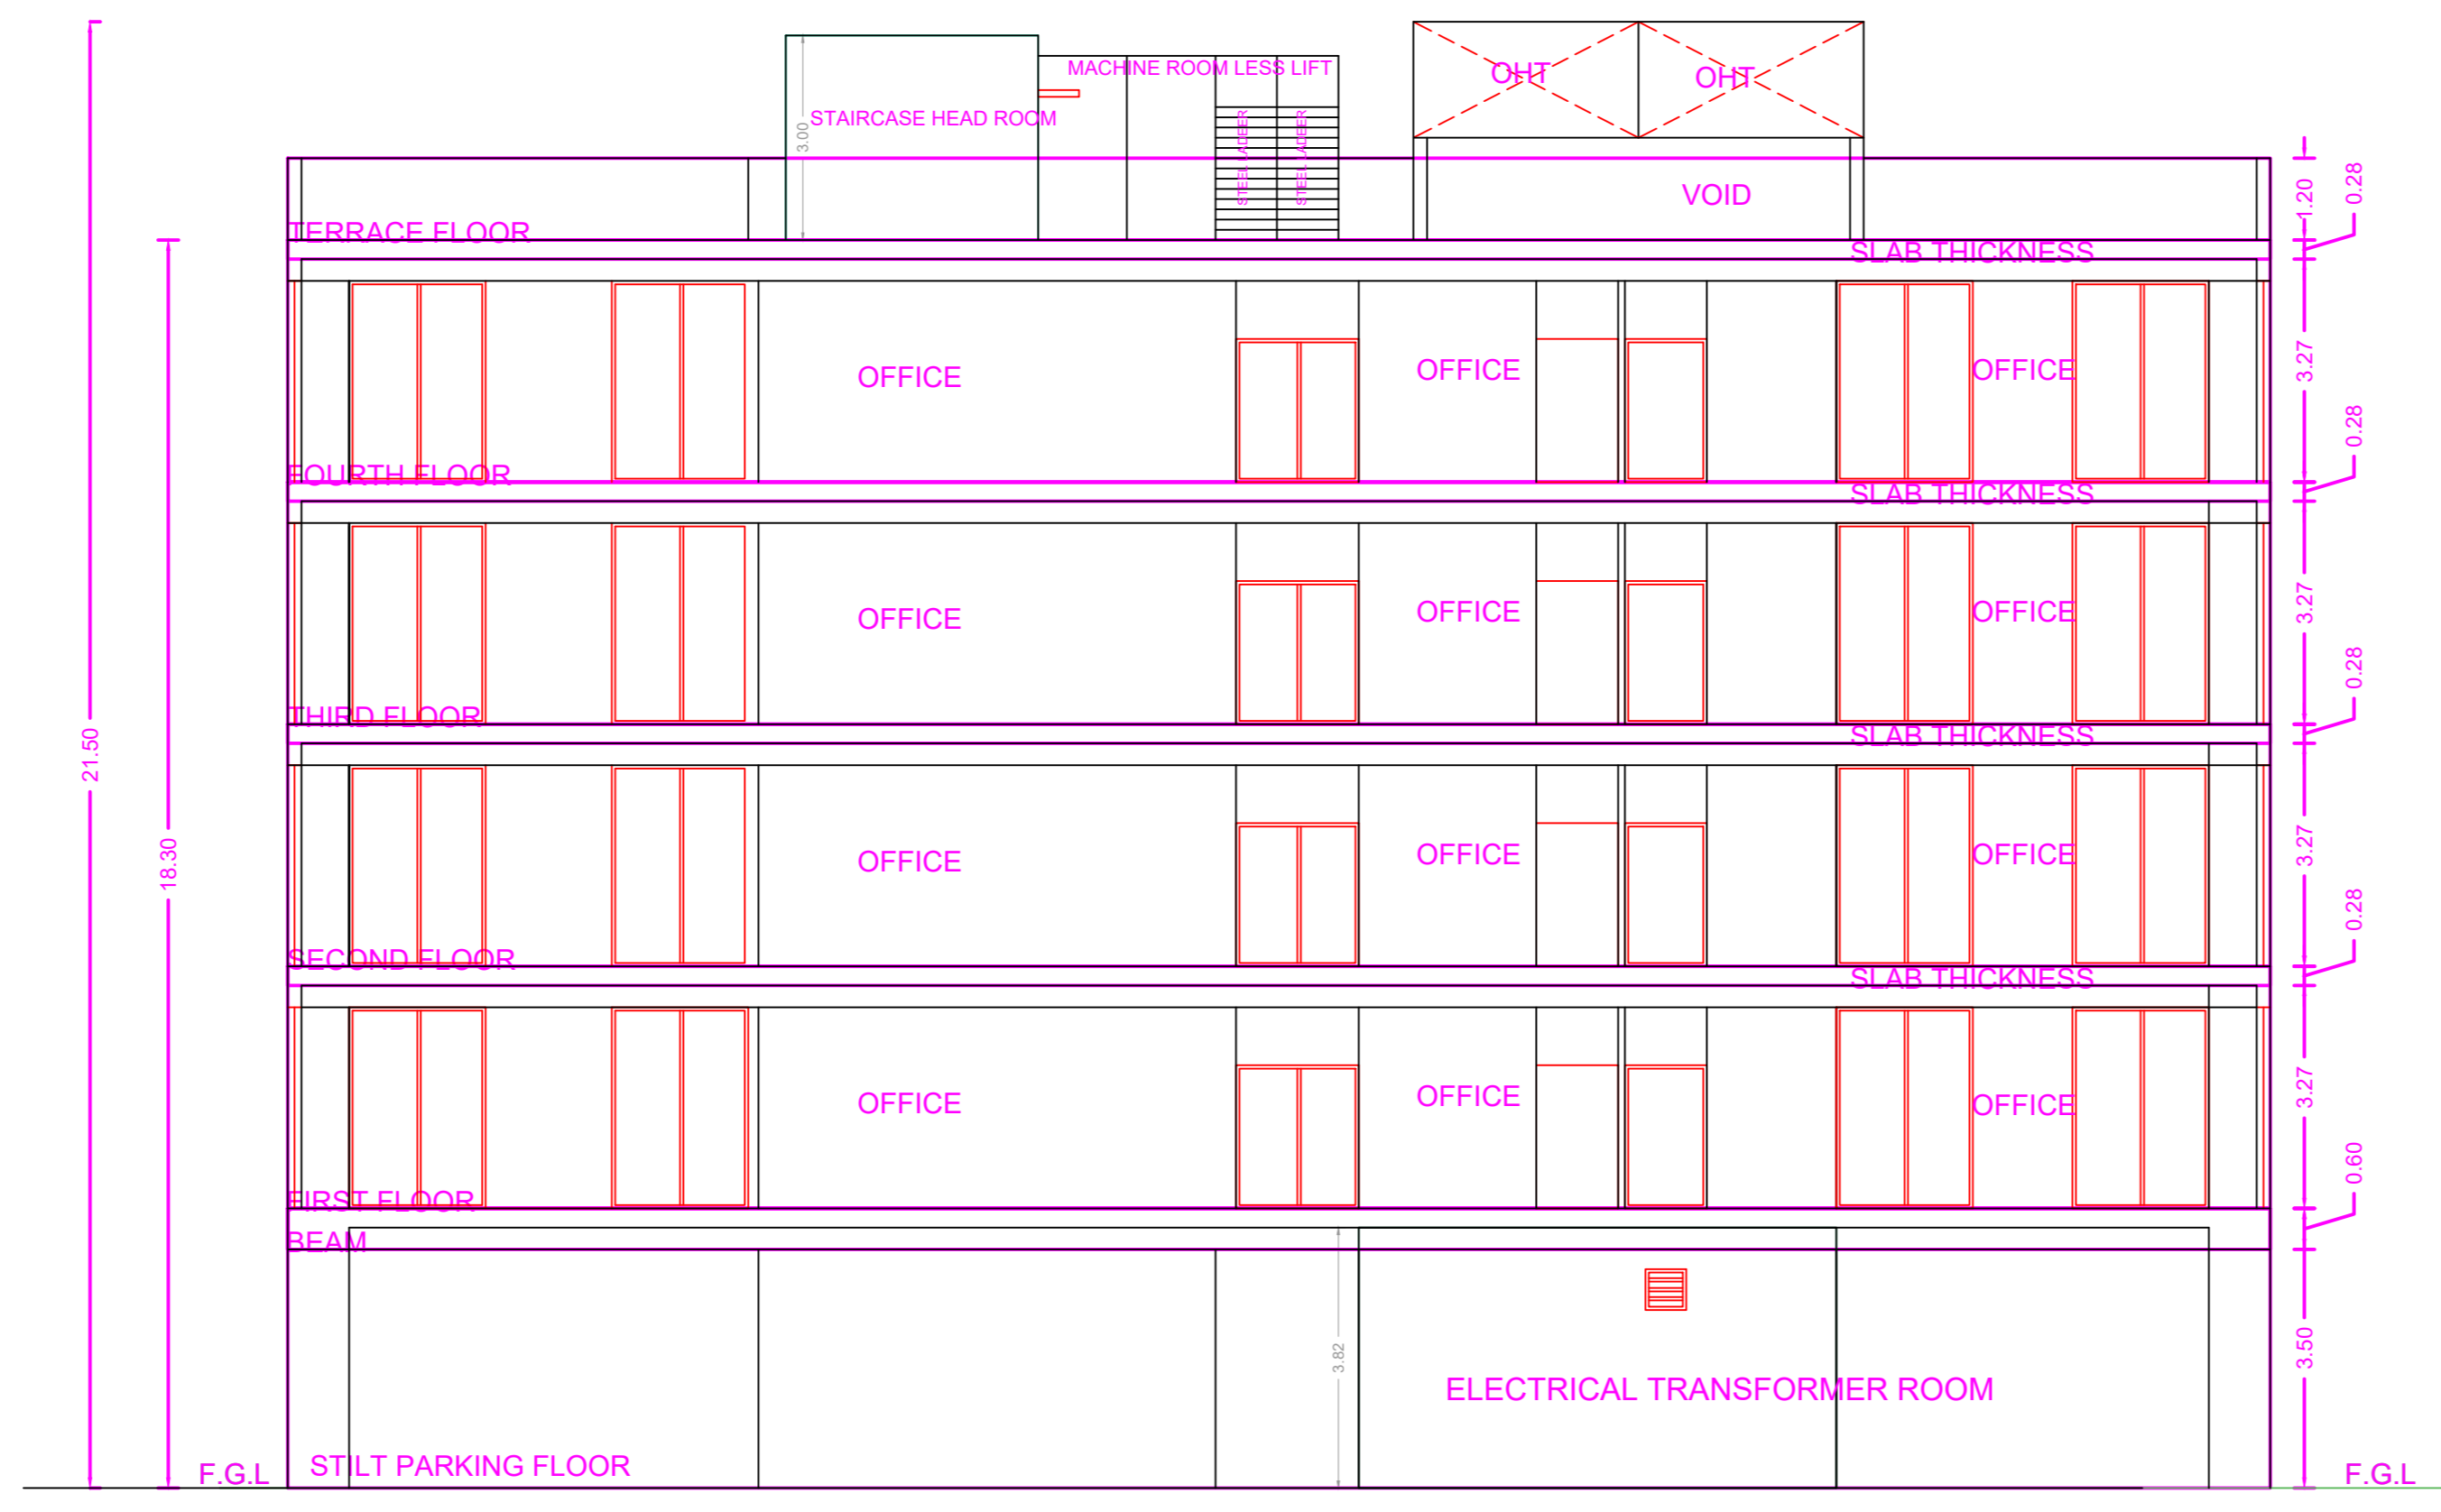 OHT
OHT
MACHINE ROOM LESS LIFT
STAIRCASE HEAD ROOM
3.00
STEEL LADEER
STEEL LADEER
VOID
1.20
0.28
TERRACE FLOOR
SLAB THICKNESS
OFFICE
OFFICE
OFFICE
3.27
0.28
FOURTH FLOOR
SLAB THICKNESS
OFFICE
OFFICE
OFFICE
3.27
0.28
THIRD FLOOR
SLAB THICKNESS
21.50
18.30
OFFICE
OFFICE
OFFICE
3.27
0.28
SECOND FLOOR
SLAB THICKNESS
OFFICE
OFFICE
OFFICE
3.27
0.60
FIRST FLOOR
BEAM
3.82
3.50
ELECTRICAL TRANSFORMER ROOM
STILT PARKING FLOOR
F.G.L
F.G.L